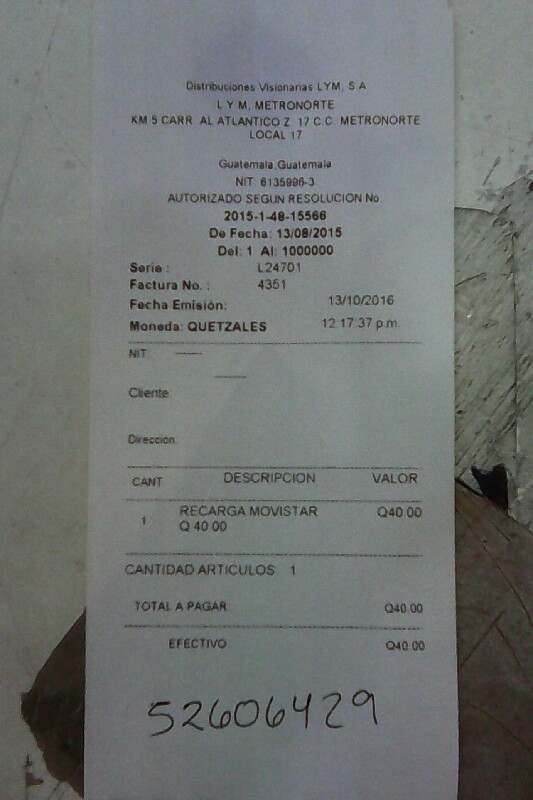 Distribuciones Visionarias LYM, S.A
L Y M, METRONORTE
KM 5 CARR AL ATLANTICO Z 17 C.C METRONORTE
LOCAL 17
Guatemala,Guatemala
NIT: 6135996-3
AUTORIZADO SEGUN RESOLUCION No.
2015-1-48-15566
De Fecha: 13/08/2015
Del: 1 Al: 1000000
Serie : L24701
Factura No. : 4351
Fecha Emisión: 13/10/2016
Moneda: QUETZALES 12:17:37 p.m.
NIT:
Cliente
Dirección:
CANT DESCRIPCION VALOR
1 RECARGA MOVISTAR Q40.00
Q 40.00
CANTIDAD ARTICULOS 1
TOTAL A PAGAR Q40.00
EFECTIVO Q40.00
52606429